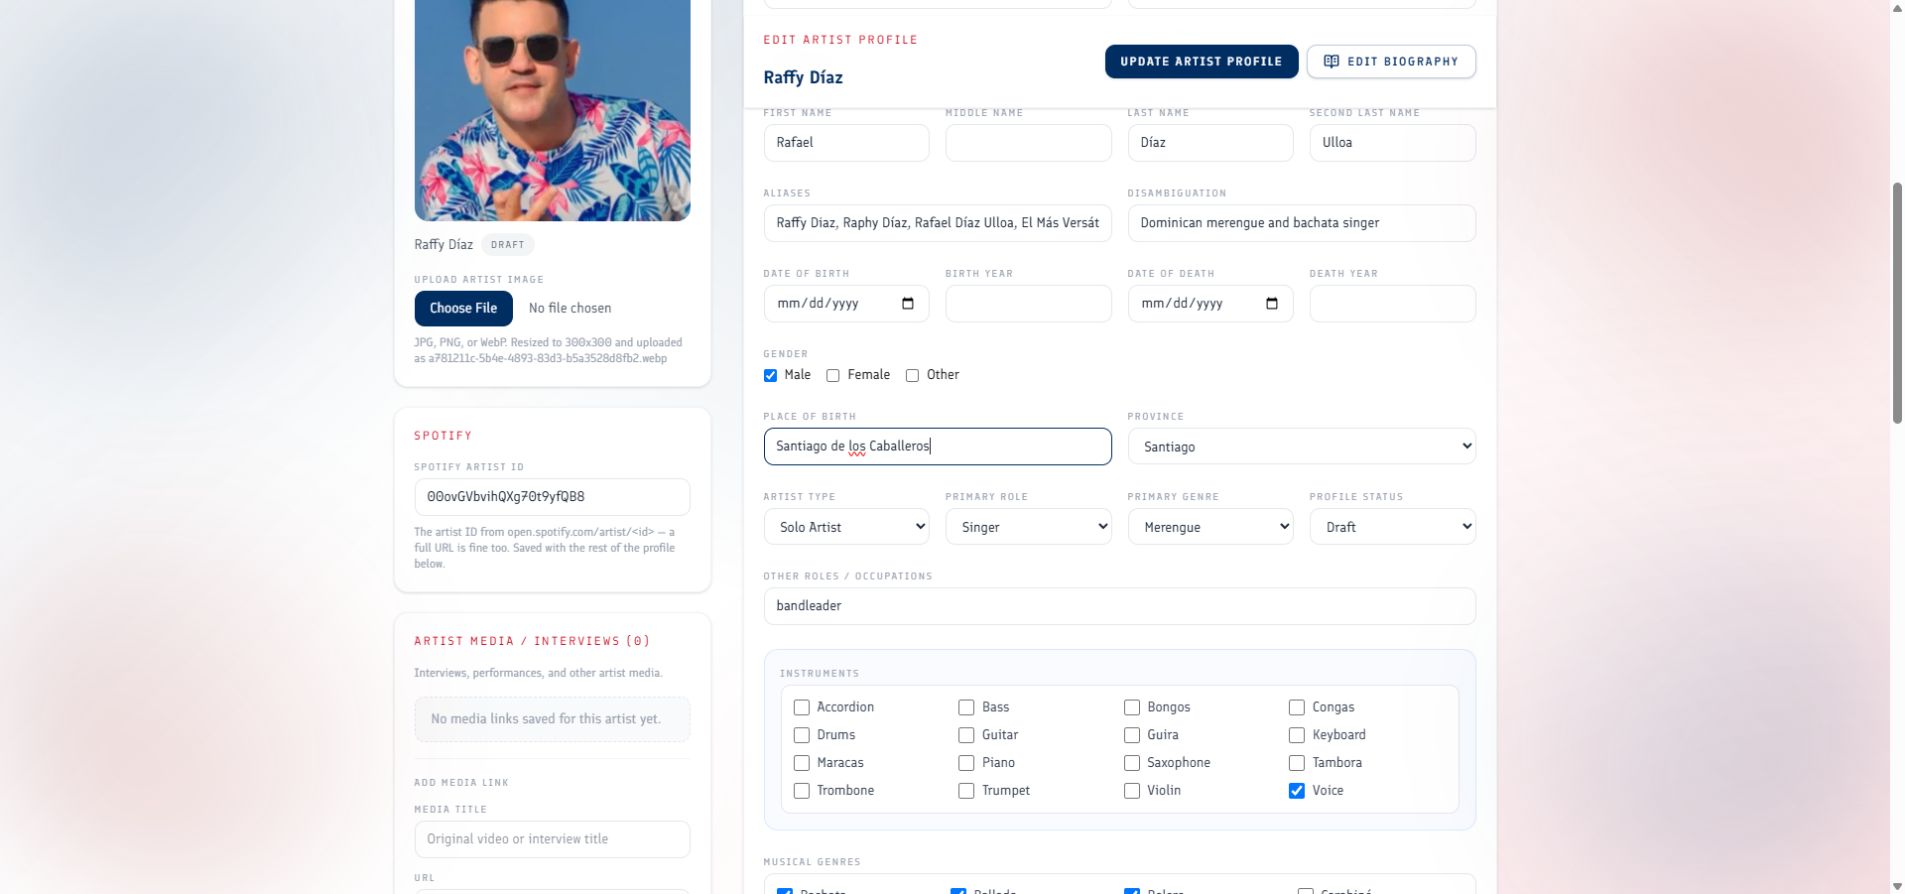 Raffy Díaz DRAFT
UPLOAD ARTIST IMAGE
Choose File No file chosen
JPG, PNG, or WebP. Resized to 300x300 and uploaded
as a781211c-5b4e-4893-83d3-b5a3528d8fb2.webp
SPOTIFY
SPOTIFY ARTIST ID
00ovGVbvihQXg70t9yfQB8
The artist ID from open.spotify.com/artist/<id> — a
full URL is fine too. Saved with the rest of the profile
below.
ARTIST MEDIA / INTERVIEWS (0)
Interviews, performances, and other artist media.
No media links saved for this artist yet.
ADD MEDIA LINK
MEDIA TITLE
Original video or interview title
URL
EDIT ARTIST PROFILE
Raffy Díaz
UPDATE ARTIST PROFILE EDIT BIOGRAPHY
FIRST NAME MIDDLE NAME LAST NAME SECOND LAST NAME
Rafael Díaz Ulloa
ALIASES DISAMBIGUATION
Raffy Diaz, Raphy Díaz, Rafael Díaz Ulloa, El Más Versát Dominican merengue and bachata singer
DATE OF BIRTH BIRTH YEAR DATE OF DEATH DEATH YEAR
mm/dd/yyyy mm/dd/yyyy
GENDER
Male Female Other
PLACE OF BIRTH PROVINCE
Santiago de los Caballeros Santiago
ARTIST TYPE PRIMARY ROLE PRIMARY GENRE PROFILE STATUS
Solo Artist Singer Merengue Draft
OTHER ROLES / OCCUPATIONS
bandleader
INSTRUMENTS
Accordion Bass Bongos Congas
Drums Guitar Guira Keyboard
Maracas Piano Saxophone Tambora
Trombone Trumpet Violin Voice
MUSICAL GENRES